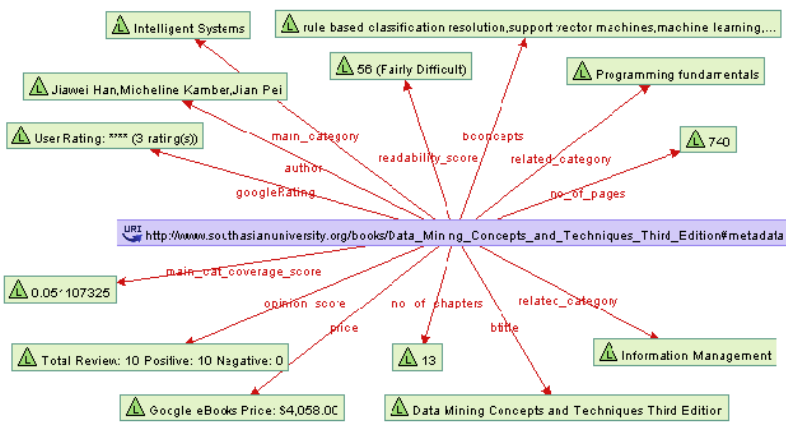 Intelligent Systems
rule based classification resolution,support vector machines,machine learning,...
56 (Fairly Difficult)
Programming fundamentals
Jiawei Han,Micheline Kamber,Jian Pei
User Rating: **** (3 rating(s))
main_category
bconcepts
740
readability_score
related_category
author
googleRating
no_of_pages
URI http://www.southasianuniversity.org/books/Data_Mining_Concepts_and_Techniques_Third_Edition#metadata
main_cat_coverage_score
0.051107325
opinion_score
no_of_chapters
related_category
price
btitle
Total Review: 10 Positive: 10 Negative: 0
13
Information Management
Google eBooks Price: $4,058.00
Data Mining Concepts and Techniques Third Edition